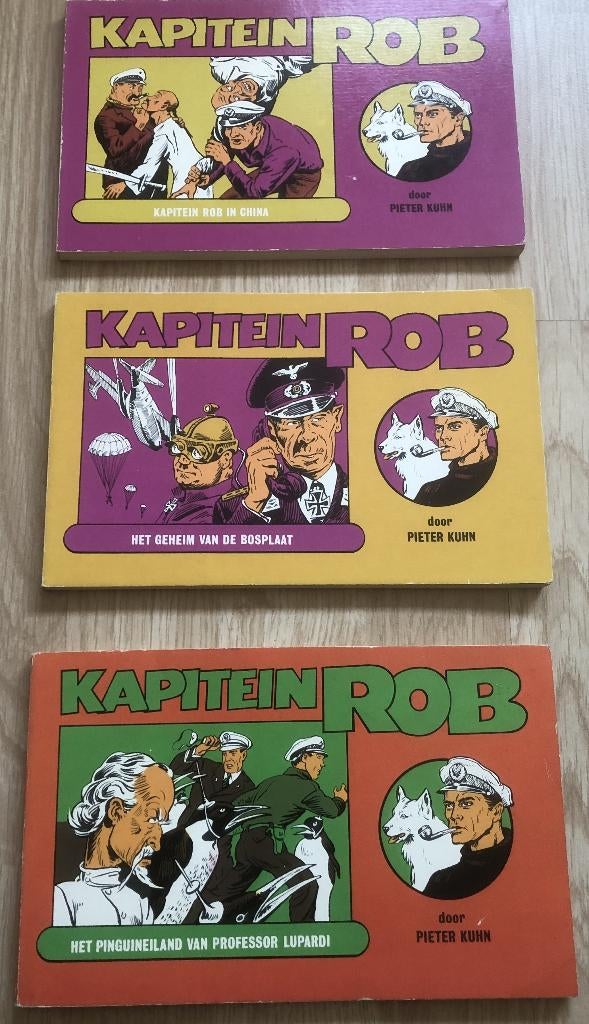 KAPITEIN ROB
KAPITEIN ROB IN CHINA
door
PIETER KUHN
KAPITEIN ROB
HET GEHEIM VAN DE BOSPLAAT
door
PIETER KUHN
KAPITEIN ROB
HET PINGUINEILAND VAN PROFESSOR LUPARDI
door
PIETER KUHN